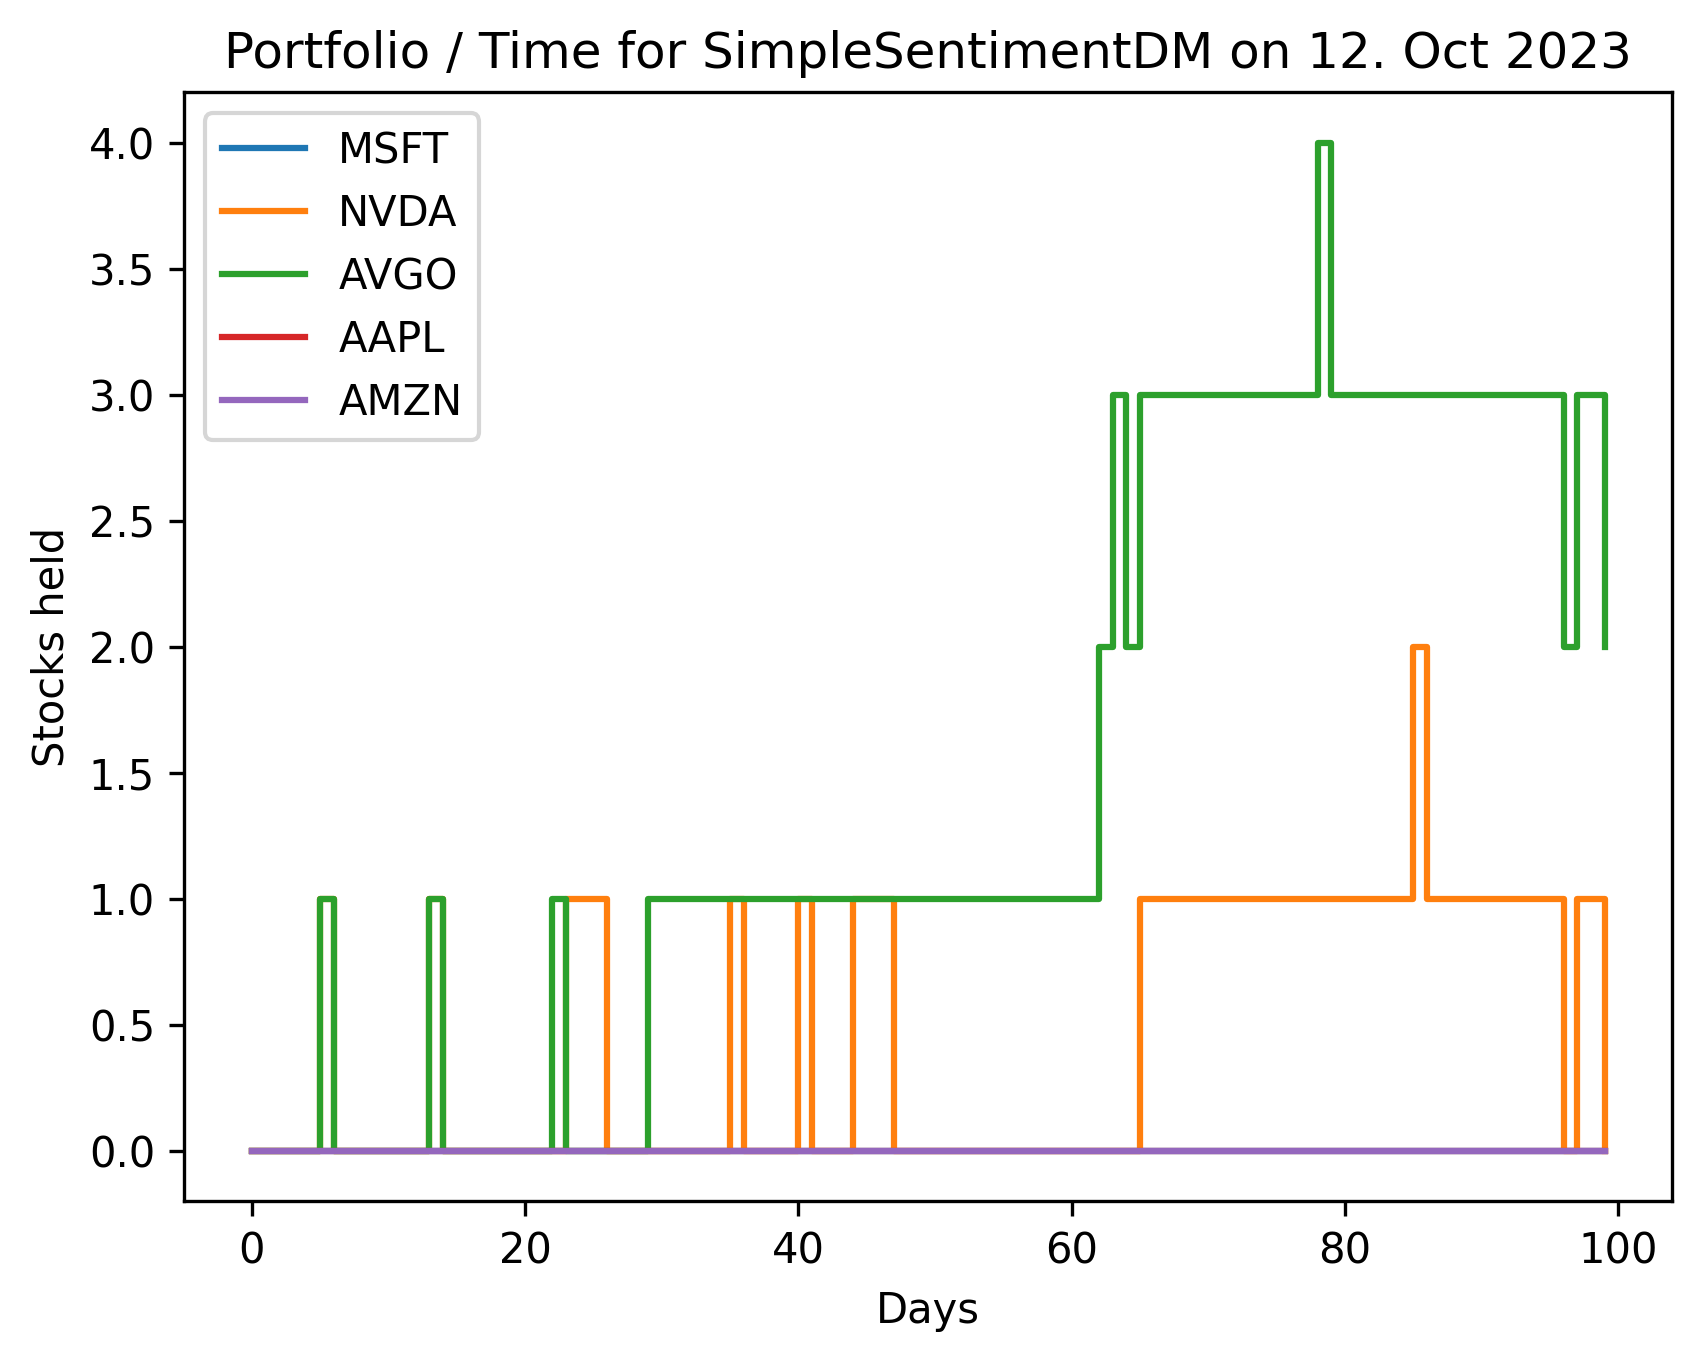 Portfolio / Time for SimpleSentimentDM on 12. Oct 2023
MSFT
NVDA
AVGO
AAPL
AMZN
4.0
3.5
3.0
2.5
2.0
1.5
1.0
0.5
0.0
Stocks held
0 20 40 60 80 100
Days